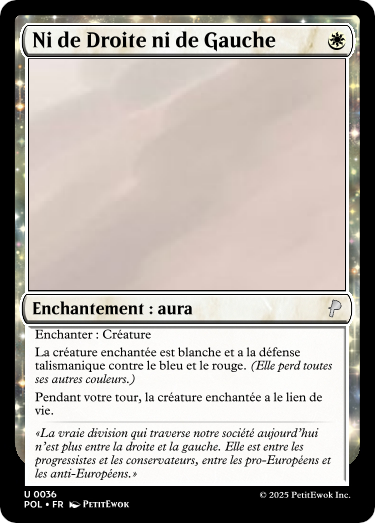 Ni de Droite ni de Gauche
Enchantement : aura
Enchanter : Créature
La créature enchantée est blanche et a la défense
talismanique contre le bleu et le rouge. (Elle perd toutes
ses autres couleurs.)
Pendant votre tour, la créature enchantée a le lien de
vie.
«La vraie division qui traverse notre société aujourd'hui
n'est plus entre la droite et la gauche. Elle est entre les
progressistes et les conservateurs, entre les pro-Européens et
les anti-Européens.»
U 0036
POL • FR PetitEwok
© 2025 PetitEwok Inc.